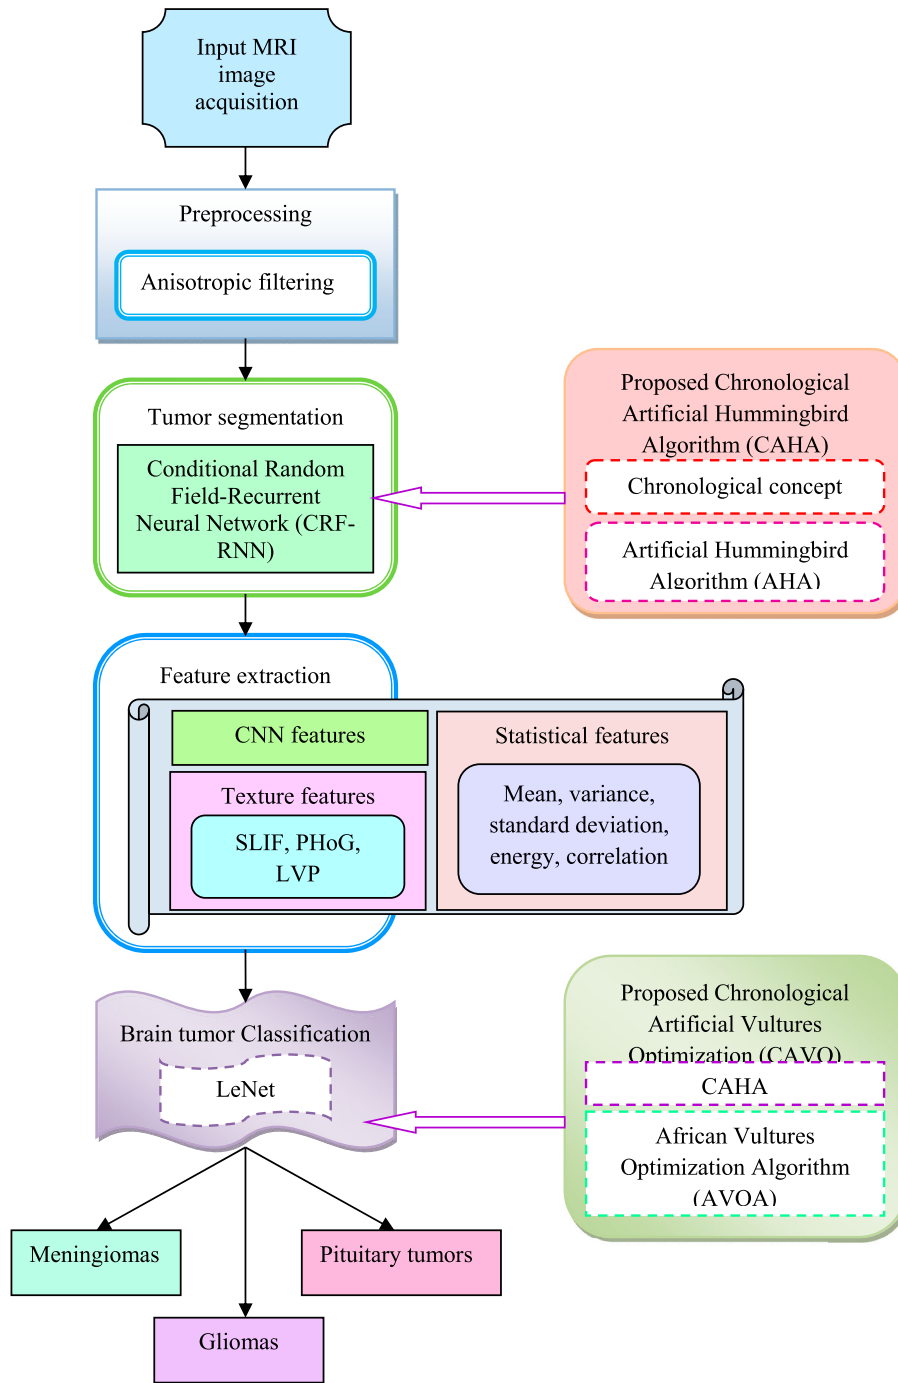 Input MRI
image
acquisition
Preprocessing
Anisotropic filtering
Tumor segmentation
Conditional Random
Field-Recurrent
Neural Network (CRF-
RNN)
Proposed Chronological
Artificial Hummingbird
Algorithm (CAHA)
Chronological concept
Artificial Hummingbird
Algorithm (AHA)
Feature extraction
CNN features
Texture features
SLIF, PHoG,
LVP
Statistical features
Mean, variance,
standard deviation,
energy, correlation
Brain tumor Classification
LeNet
Proposed Chronological
Artificial Vultures
Optimization (CAVO)
CAHA
African Vultures
Optimization Algorithm
(AVOA)
Meningiomas
Pituitary tumors
Gliomas